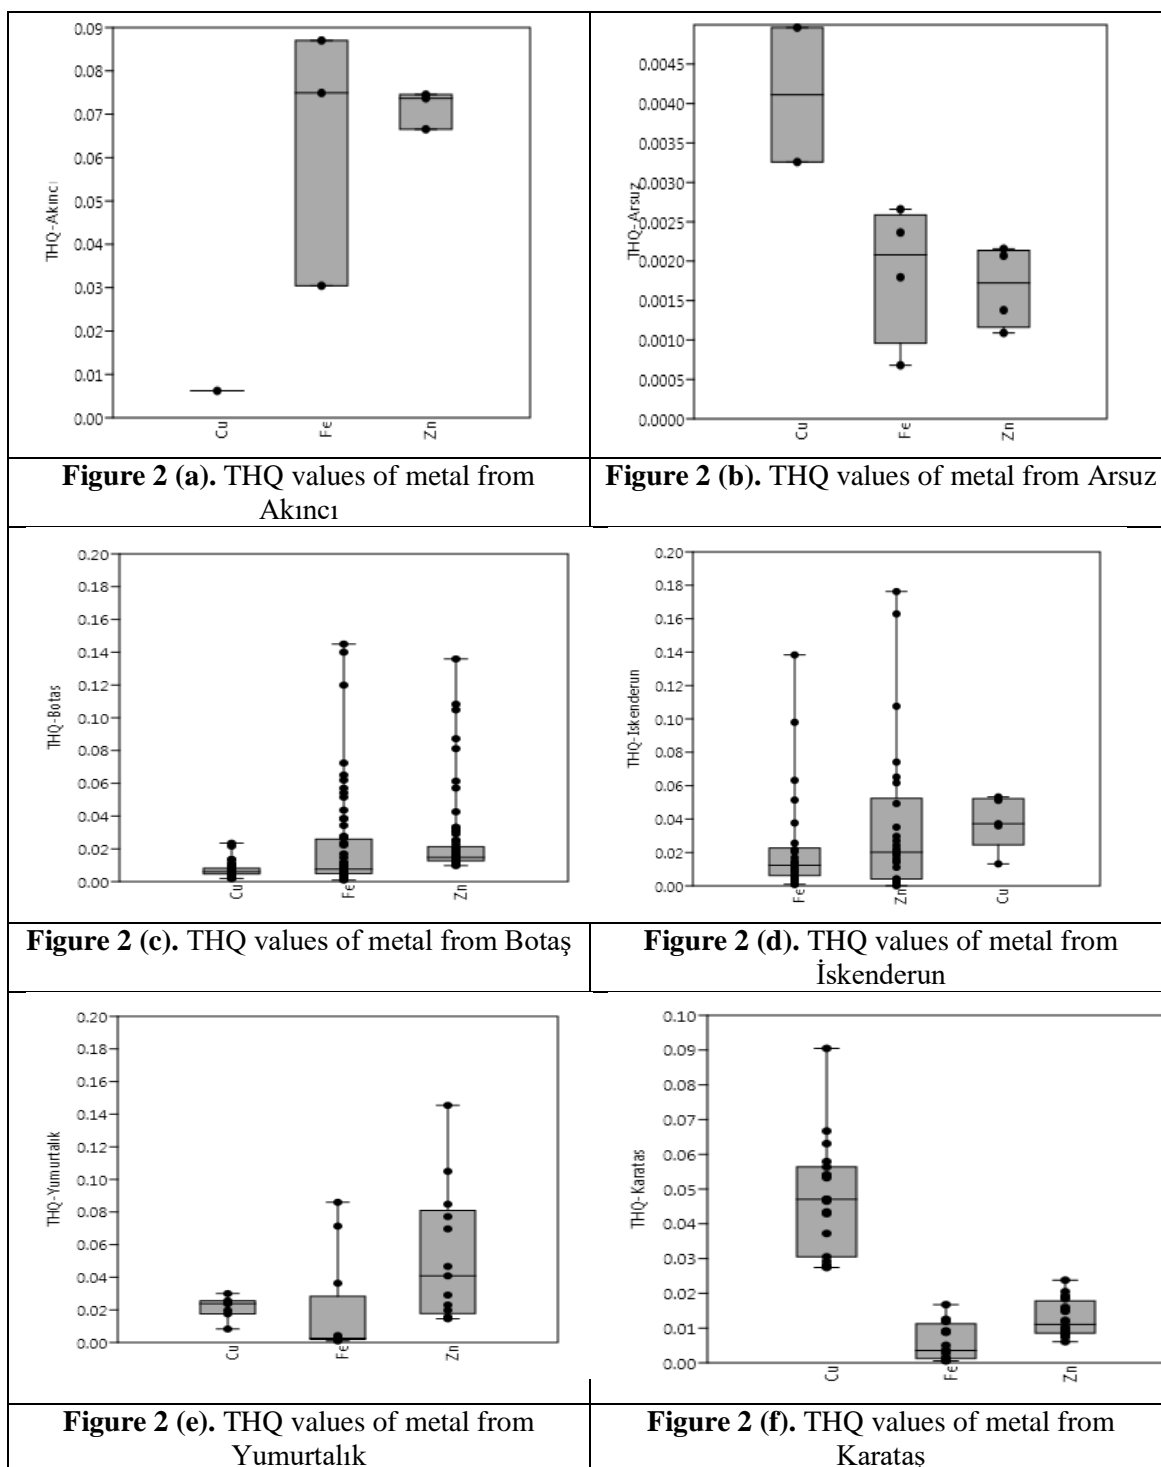 0.09
0.08
0.07
0.06
0.05
0.04
0.03
0.02
0.01
0.00
THQ-Akıncı
Cu
Fe
Zn
0.0045
0.0040
0.0035
0.0030
0.0025
0.0020
0.0015
0.0010
0.0005
0.0000
THQ-Arsuz
Cu
Fe
Zn
Figure 2 (a). THQ values of metal from
Akıncı
Figure 2 (b). THQ values of metal from Arsuz
0.20
0.18
0.16
0.14
0.12
0.10
0.08
0.06
0.04
0.02
0.00
THQ-Botas
Cu
Fe
Zn
0.20
0.18
0.16
0.14
0.12
0.10
0.08
0.06
0.04
0.02
0.00
THQ-Iskenderun
Fe
Zn
Cu
Figure 2 (c). THQ values of metal from Botaş
Figure 2 (d). THQ values of metal from
İskenderun
0.20
0.18
0.16
0.14
0.12
0.10
0.08
0.06
0.04
0.02
0.00
THQ-Yumurtalık
Cu
Fe
Zn
0.10
0.09
0.08
0.07
0.06
0.05
0.04
0.03
0.02
0.01
0.00
THQ-Karatas
Cu
Fe
Zn
Figure 2 (e). THQ values of metal from
Yumurtalık
Figure 2 (f). THQ values of metal from
Karataş